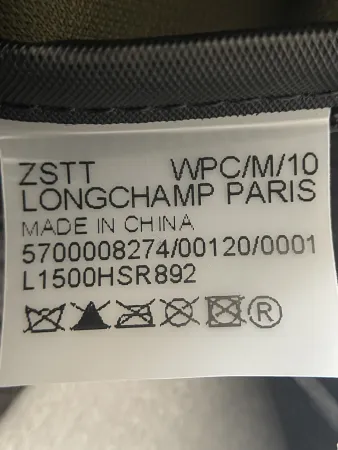 ZSTT WPC/M/10
LONGCHAMP PARIS
MADE IN CHINA
5700008274/00120/0001
L1500HSR892
®